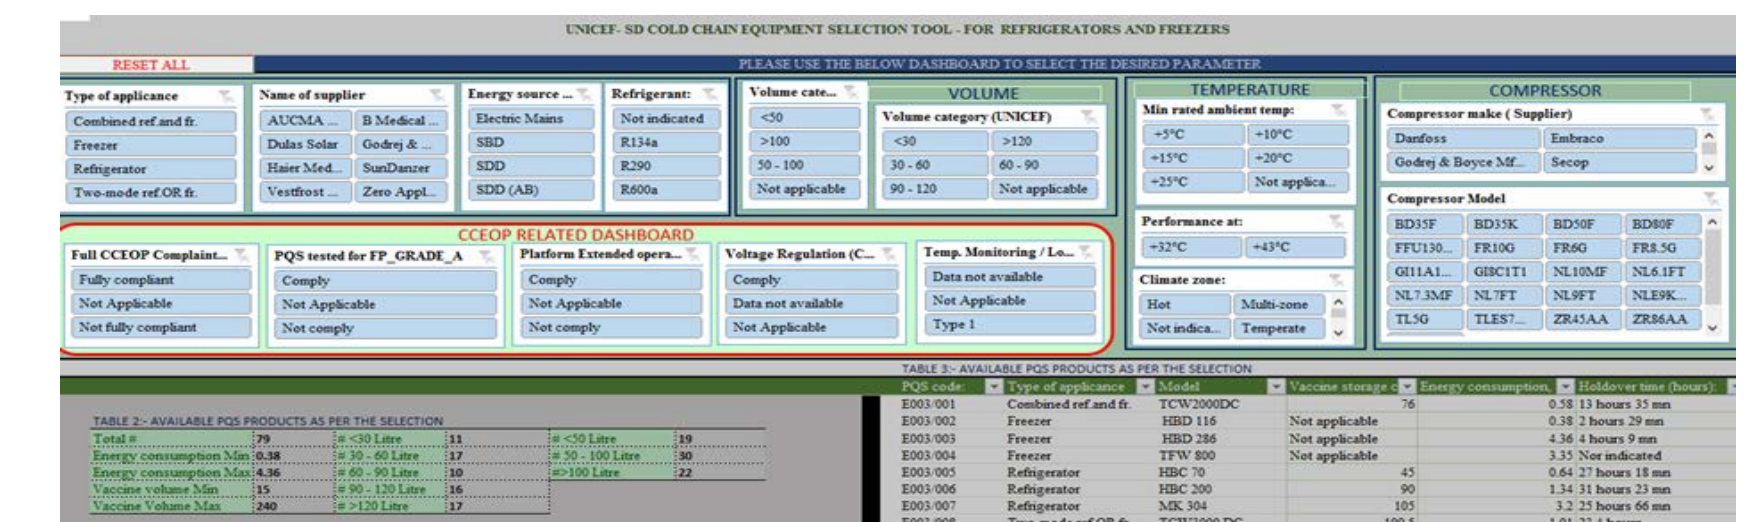 UNICEF- SD COLD CHAIN EQUIPMENT SELECTION TOOL - FOR REFRIGERATORS AND FREEZERS
RESET ALL
PLEASE USE THE BELOW DASHBOARD TO SELECT THE DESIRED PARAMETER
Type of applicance
Combined ref.and fr.
Freezer
Refrigerator
Two-mode ref.OR fr.
Name of supplier
AUCMA ... B Medical ...
Dulas Solar Godrej & ...
Haier Med... SunDanzer
Vestfrost ... Zero Appl...
Energy source ...
Electric Mains
SBD
SDD
SDD (AB)
Refrigerant:
Not indicated
R134a
R290
R600a
Volume cate...
<50
>100
50 - 100
Not applicable
VOLUME
Volume category (UNICEF)
<30 >120
30 - 60 60 - 90
90 - 120 Not applicable
TEMPERATURE
Min rated ambient temp:
+5°C +10°C
+15°C +20°C
+25°C Not applica...
Performance at:
+32°C +43°C
Climate zone:
Hot Multi-zone
Not indica... Temperate
COMPRESSOR
Compressor make ( Supplier)
Danfoss Embraco
Godrej & Boyce Mf... Secop
Compressor Model
BD35F BD35K BD50F BD80F
FFU130... FR10G FR6G FR8.5G
GI11A1... GI8C1T1 NL10MF NL6.1FT
NL7.3MF NL7FT NL9FT NLE9K...
TL5G TLES7... ZR45AA ZR86AA
CCEOP RELATED DASHBOARD
Full CCEOP Complaint...
Fully compliant
Not Applicable
Not fully compliant
PQS tested for FP_GRADE_A
Comply
Not Applicable
Not comply
Platform Extended opera...
Comply
Not Applicable
Not comply
Voltage Regulation (C...
Comply
Data not available
Not Applicable
Temp. Monitoring / Lo...
Data not available
Not Applicable
Type 1
TABLE 2:- AVAILABLE PQS PRODUCTS AS PER THE SELECTION
Total # 79 # <30 Litre 11 # <50 Litre 19
Energy consumption Min 0.38 # 30 - 60 Litre 17 # 50 - 100 Litre 30
Energy consumption Max 4.36 # 60 - 90 Litre 10 #>100 Litre 22
Vaccine volume Min 15 # 90 - 120 Litre 16
Vaccine Volume Max 240 # >120 Litre 17
TABLE 3:- AVAILABLE PQS PRODUCTS AS PER THE SELECTION
PQS code: Type of applicance Model Vaccine storage c Energy consumption, Holdover time (hours):
E003/001 Combined ref.and fr. TCW2000DC 76 0.58 13 hours 35 mn
E003/002 Freezer HBD 116 Not applicable 0.38 2 hours 29 mn
E003/003 Freezer HBD 286 Not applicable 4.36 4 hours 9 mn
E003/004 Freezer TFW 800 Not applicable 3.35 Nor indicated
E003/005 Refrigerator HBC 70 45 0.64 27 hours 18 mn
E003/006 Refrigerator HBC 200 90 1.34 31 hours 23 mn
E003/007 Refrigerator MK 304 105 3.2 25 hours 66 mn